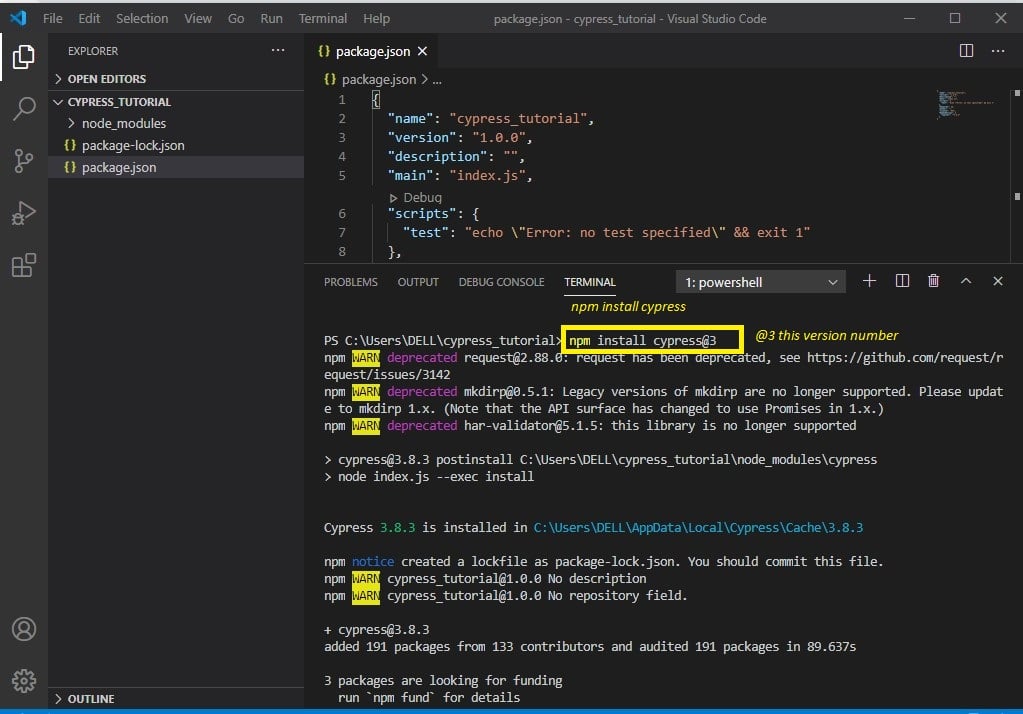 File Edit Selection View Go Run Terminal Help package.json - cypress_tutorial - Visual Studio Code
EXPLORER
OPEN EDITORS
CYPRESS_TUTORIAL
node_modules
{} package-lock.json
{} package.json
OUTLINE
{} package.json
{} package.json > ...
1 {
2 "name": "cypress_tutorial",
3 "version": "1.0.0",
4 "description": "",
5 "main": "index.js",
Debug
6 "scripts": {
7 "test": "echo \"Error: no test specified\" && exit 1"
8 },
PROBLEMS OUTPUT DEBUG CONSOLE TERMINAL 1: powershell
npm install cypress
@3 this version number
PS C:\Users\DELL\cypress_tutorial> npm install cypress@3
npm WARN deprecated request@2.88.0: request has been deprecated, see https://github.com/request/r
equest/issues/3142
npm WARN deprecated mkdirp@0.5.1: Legacy versions of mkdirp are no longer supported. Please updat
e to mkdirp 1.x. (Note that the API surface has changed to use Promises in 1.x.)
npm WARN deprecated har-validator@5.1.5: this library is no longer supported
> cypress@3.8.3 postinstall C:\Users\DELL\cypress_tutorial\node_modules\cypress
> node index.js --exec install
Cypress 3.8.3 is installed in C:\Users\DELL\AppData\Local\Cypress\Cache\3.8.3
npm notice created a lockfile as package-lock.json. You should commit this file.
npm WARN cypress_tutorial@1.0.0 No description
npm WARN cypress_tutorial@1.0.0 No repository field.
+ cypress@3.8.3
added 191 packages from 133 contributors and audited 191 packages in 89.637s
3 packages are looking for funding
run `npm fund` for details